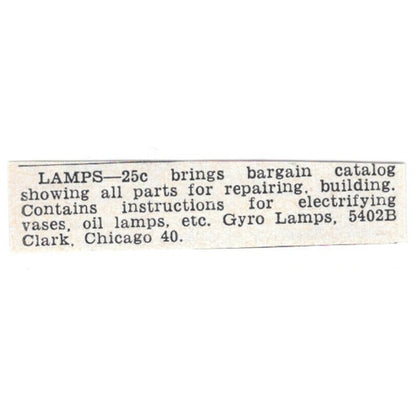 LAMPS—25c brings bargain catalog
showing all parts for repairing, building.
Contains instructions for electrifying
vases, oil lamps, etc. Gyro Lamps, 5402B
Clark, Chicago 40.